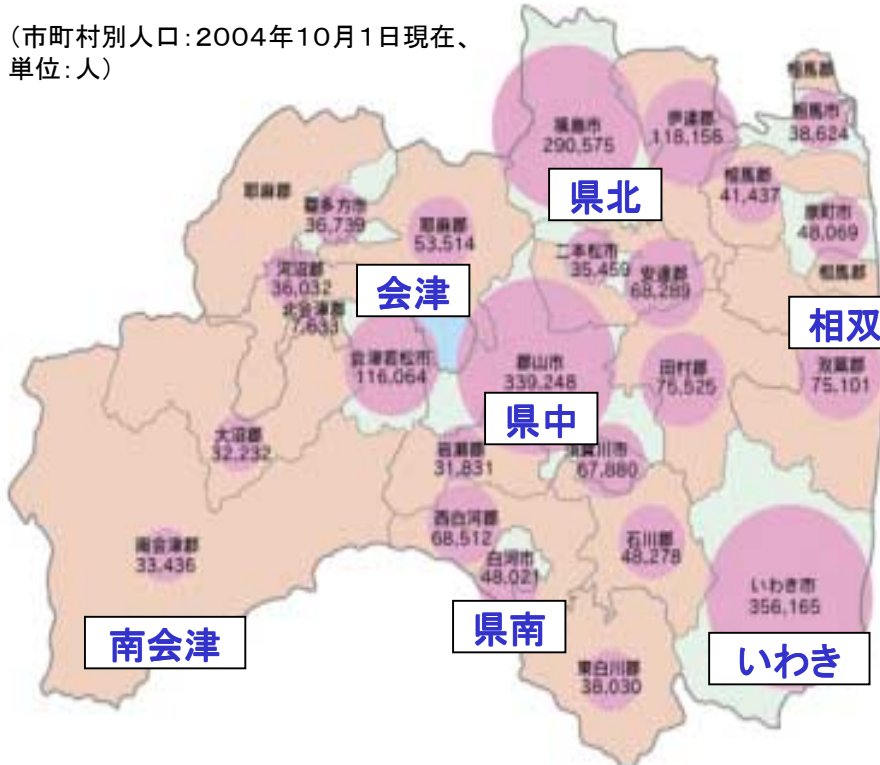 （市町村別人口：２００４年１０月１日現在、
単位：人）
相馬郡
福島市
290,575
伊達郡
118,156
相馬市
38,624
相馬郡
41,437
県北
耶麻郡
喜多方市
36,739
耶麻郡
53,514
原町市
48,069
二本松市
35,459
安達郡
68,289
相馬郡
河沼郡
36,032
会津
北会津郡
7,633
相双
会津若松市
116,064
郡山市
339,248
田村郡
75,525
双葉郡
75,101
県中
大沼郡
32,232
岩瀬郡
31,831
須賀川市
67,880
西白河郡
68,512
石川郡
48,278
南会津郡
33,436
白河市
48,021
いわき市
356,165
南会津
県南
いわき
東白川郡
38,030